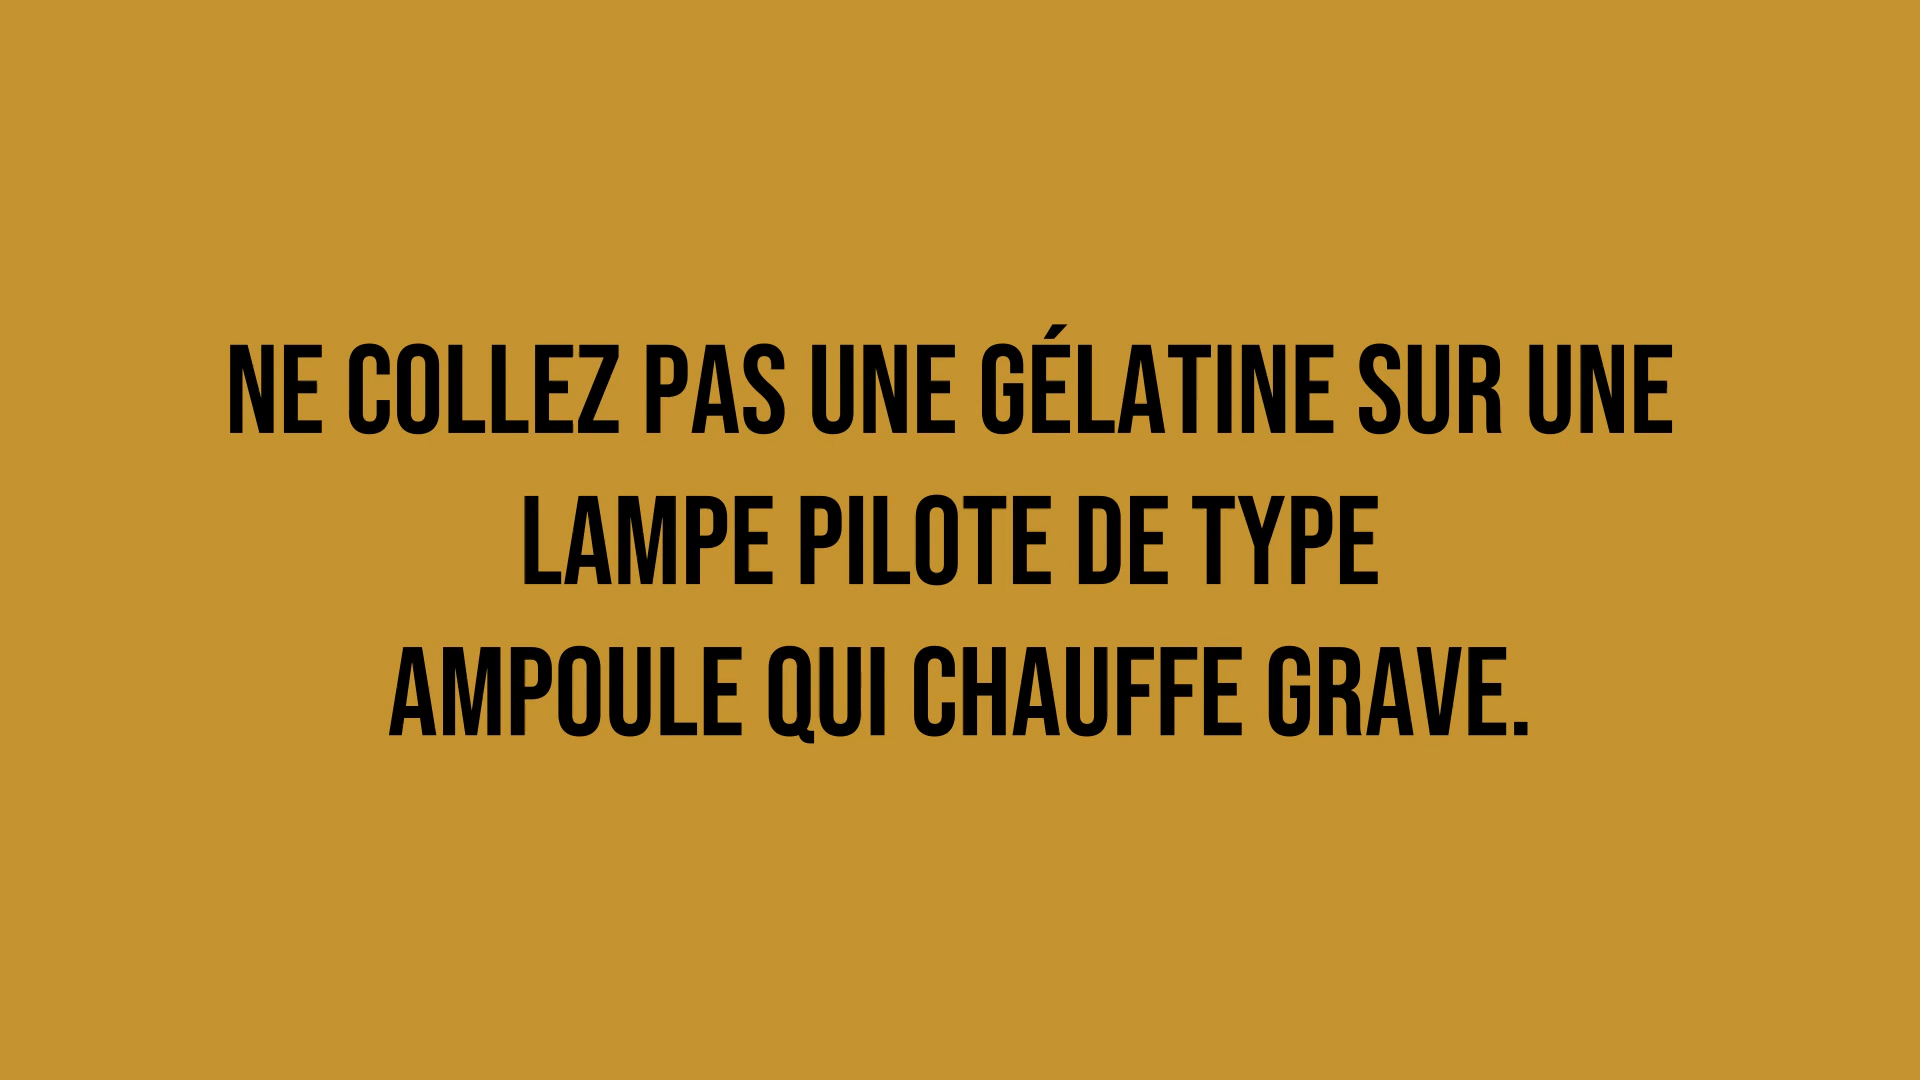 NE COLLEZ PAS UNE GÉLATINE SUR UNE
LAMPE PILOTE DE TYPE
AMPOULE QUI CHAUFFE GRAVE.